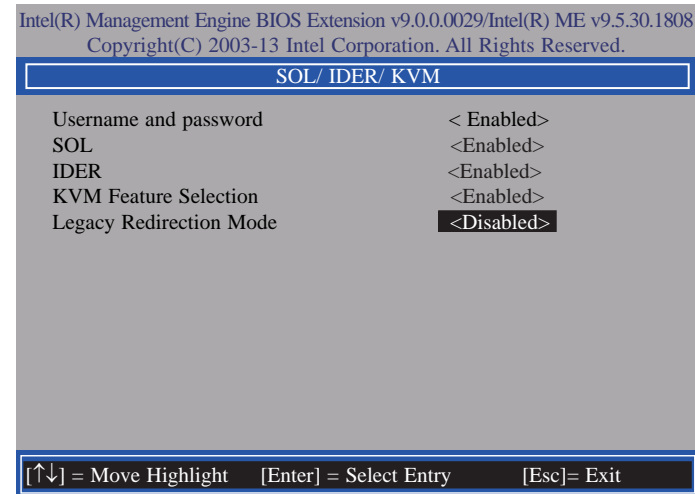 Intel(R) Management Engine BIOS Extension v9.0.0.0029/Intel(R) ME v9.5.30.1808
Copyright(C) 2003-13 Intel Corporation. All Rights Reserved.
SOL/ IDER/ KVM
Username and password < Enabled>
SOL <Enabled>
IDER <Enabled>
KVM Feature Selection <Enabled>
Legacy Redirection Mode <Disabled>
[↑↓] = Move Highlight [Enter] = Select Entry [Esc]= Exit